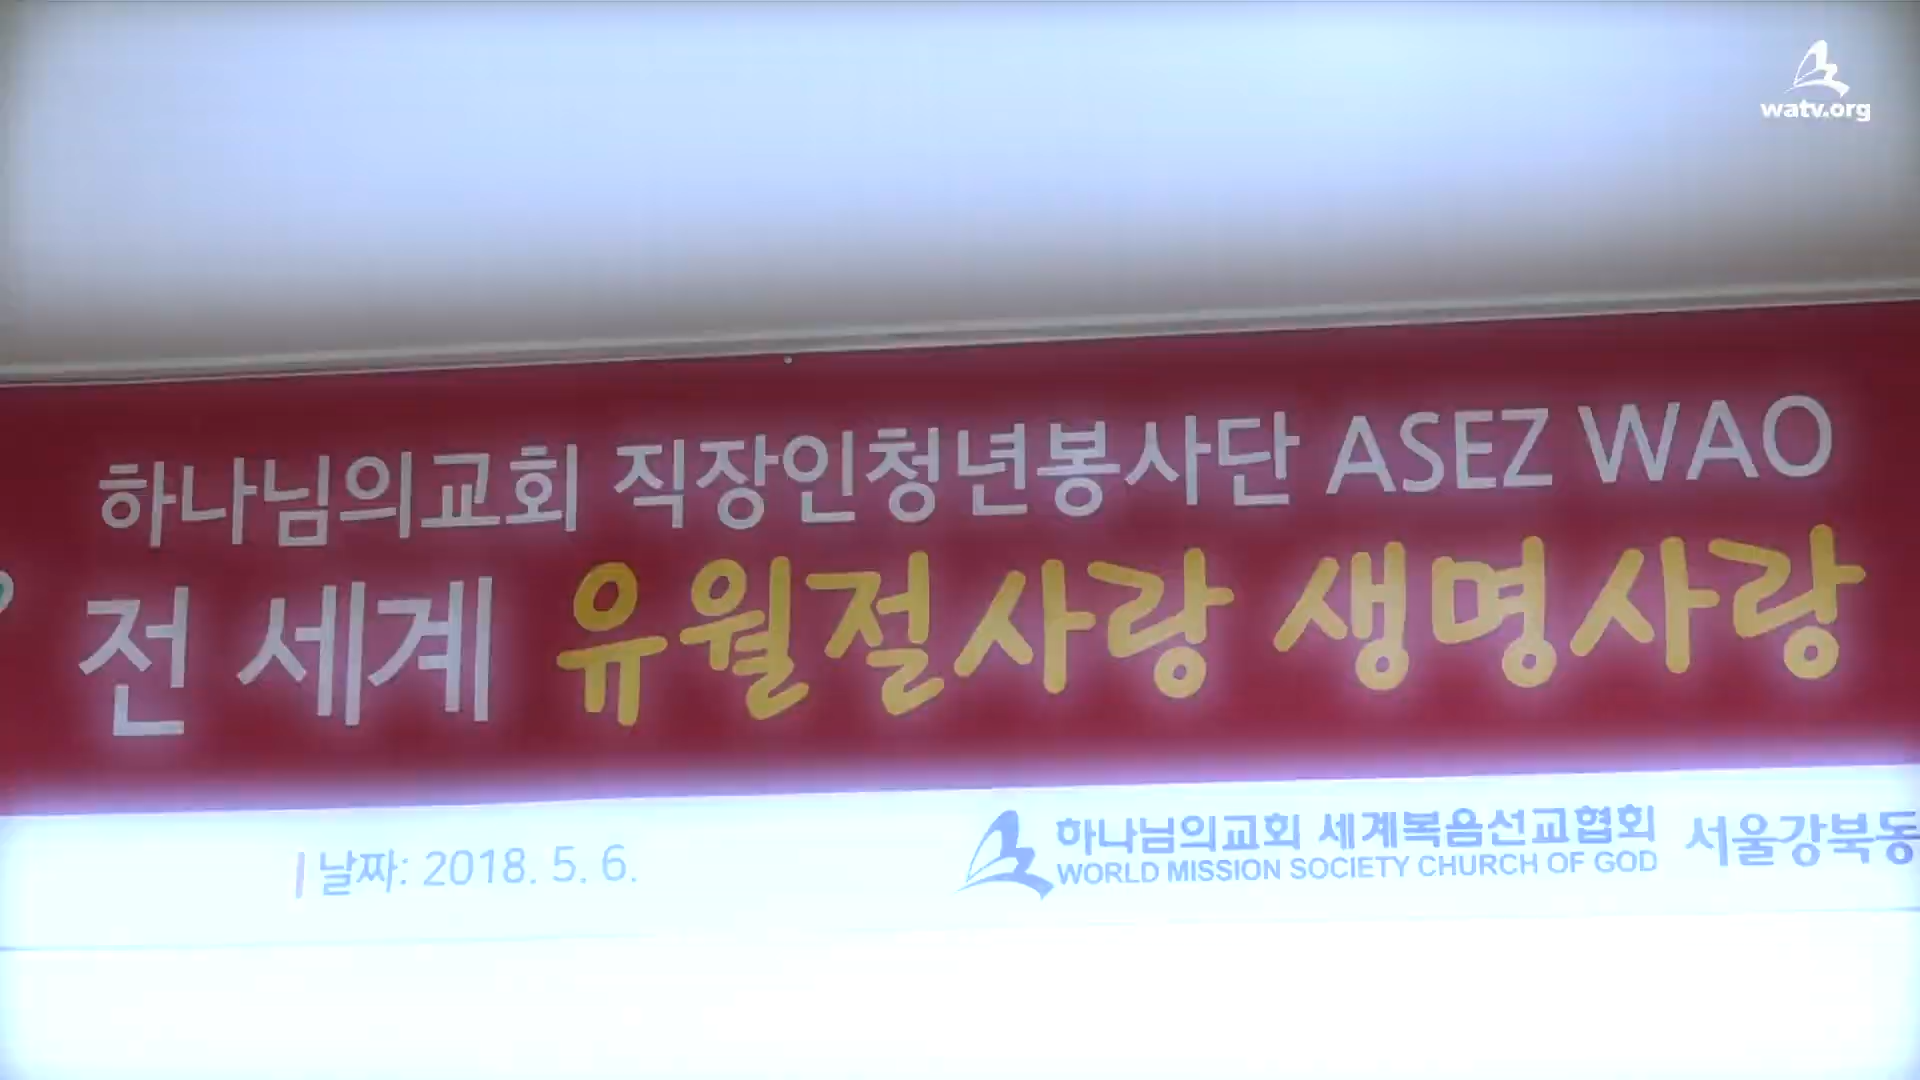 watv.org
하나님의교회 직장인청년봉사단 ASEZ WAO
전 세계 유월절사랑 생명사랑
| 날짜: 2018. 5. 6.
하나님의교회 세계복음선교협회 서울강북동
WORLD MISSION SOCIETY CHURCH OF GOD